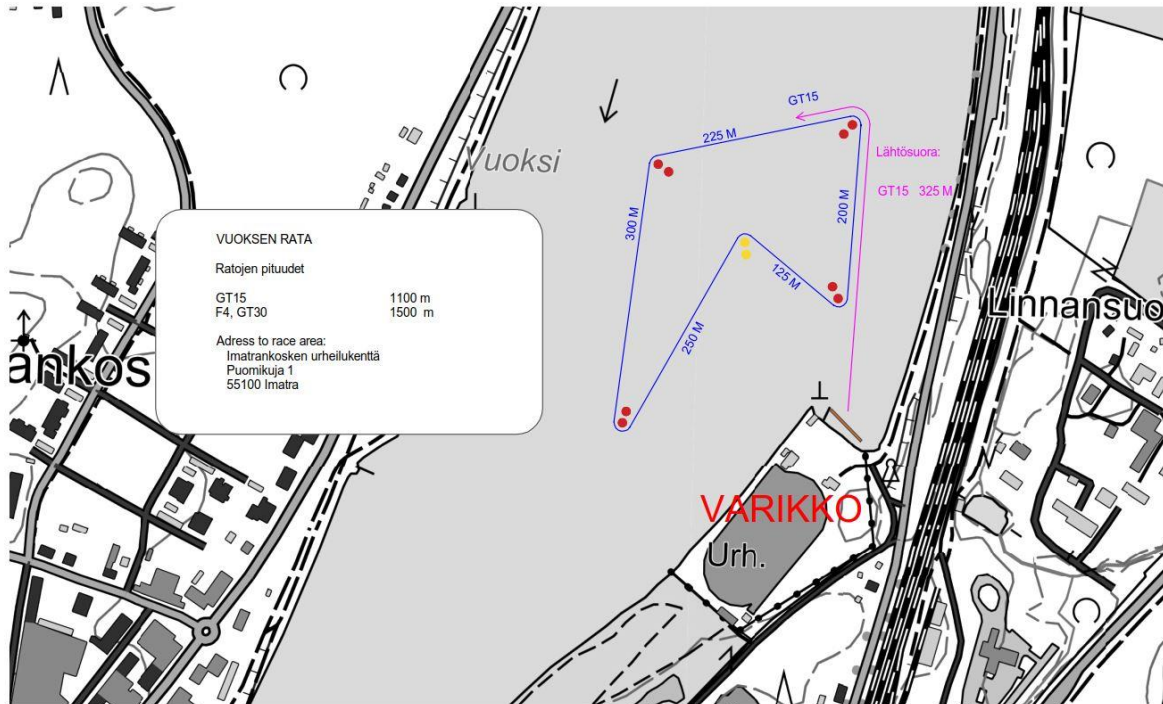 GT15
225 M
Vuoksi
Lähtösuora:
GT15 325 M
200 M
300 M
VUOKSEN RATA
Ratojen pituudet
GT15 1100 m
F4, GT30 1500 m
Adress to race area:
Imatrankosken urheilukenttä
Puomikuja 1
55100 Imatra
125 M
250 M
Linnansuo
ankos
VARIKKO
Urh.